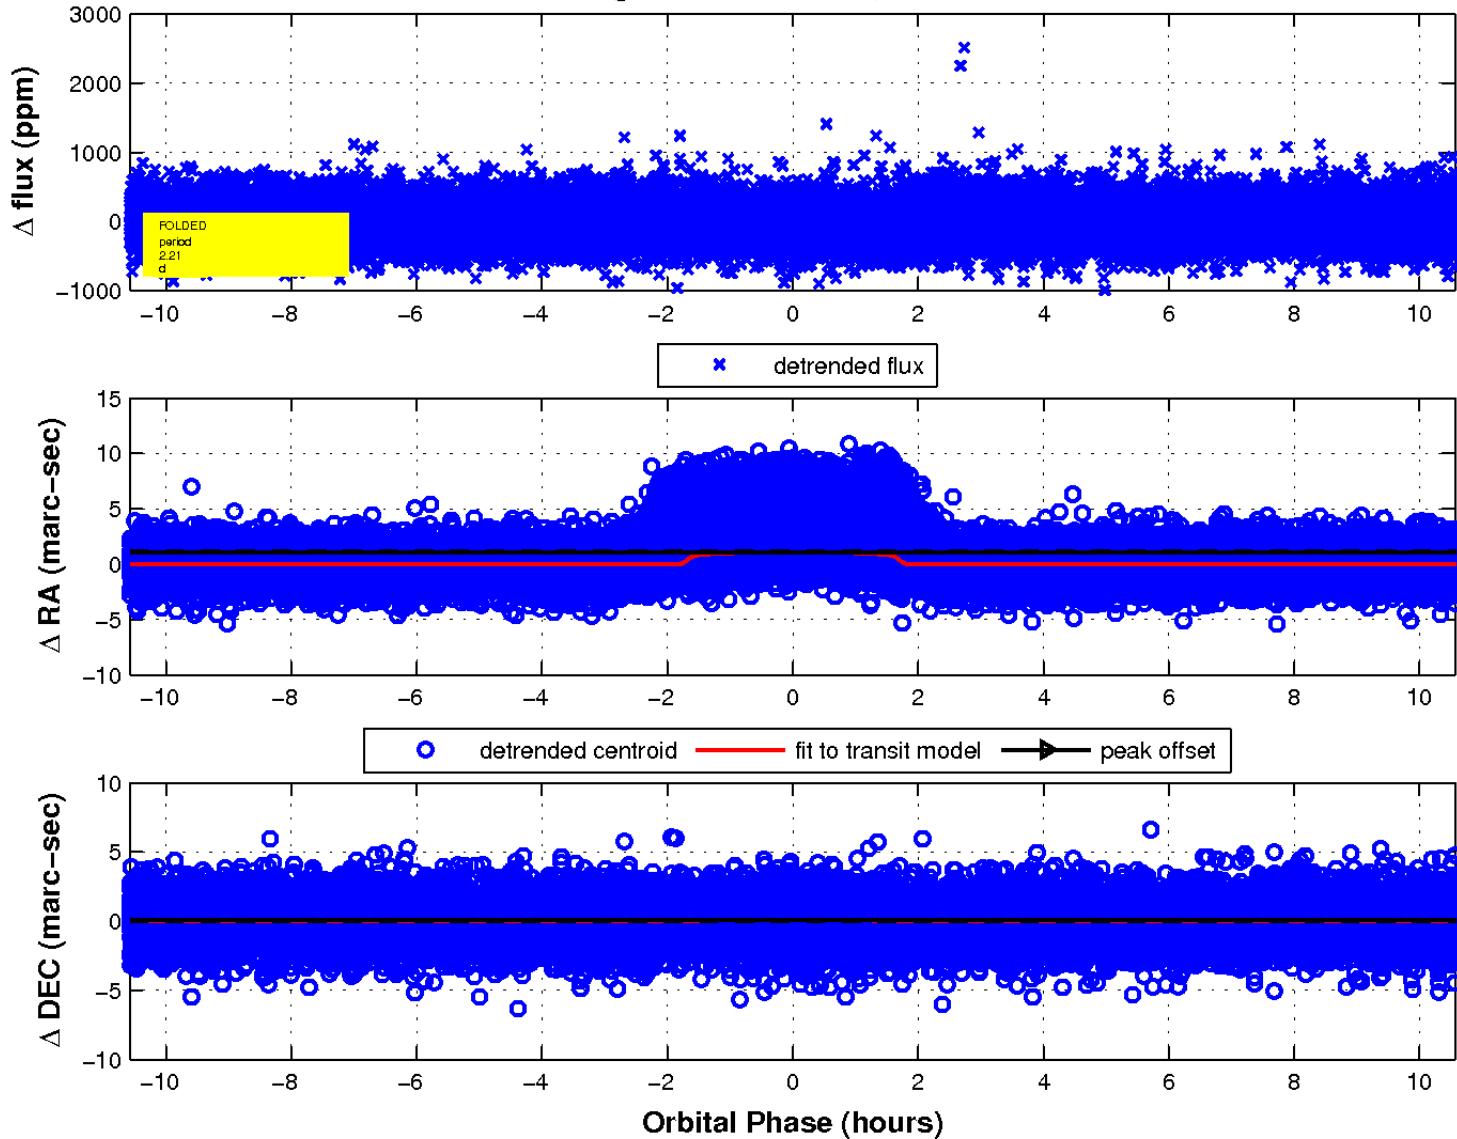 3000
2000
1000
0
−1000
Δ flux (ppm)
FOLDED
period
2.21
d
−10 −8 −6 −4 −2 0 2 4 6 8 10
detrended flux
15
10
5
0
−5
−10
Δ RA (marc−sec)
−10 −8 −6 −4 −2 0 2 4 6 8 10
detrended centroid fit to transit model peak offset
10
5
0
−5
−10
Δ DEC (marc−sec)
−10 −8 −6 −4 −2 0 2 4 6 8 10
Orbital Phase (hours)